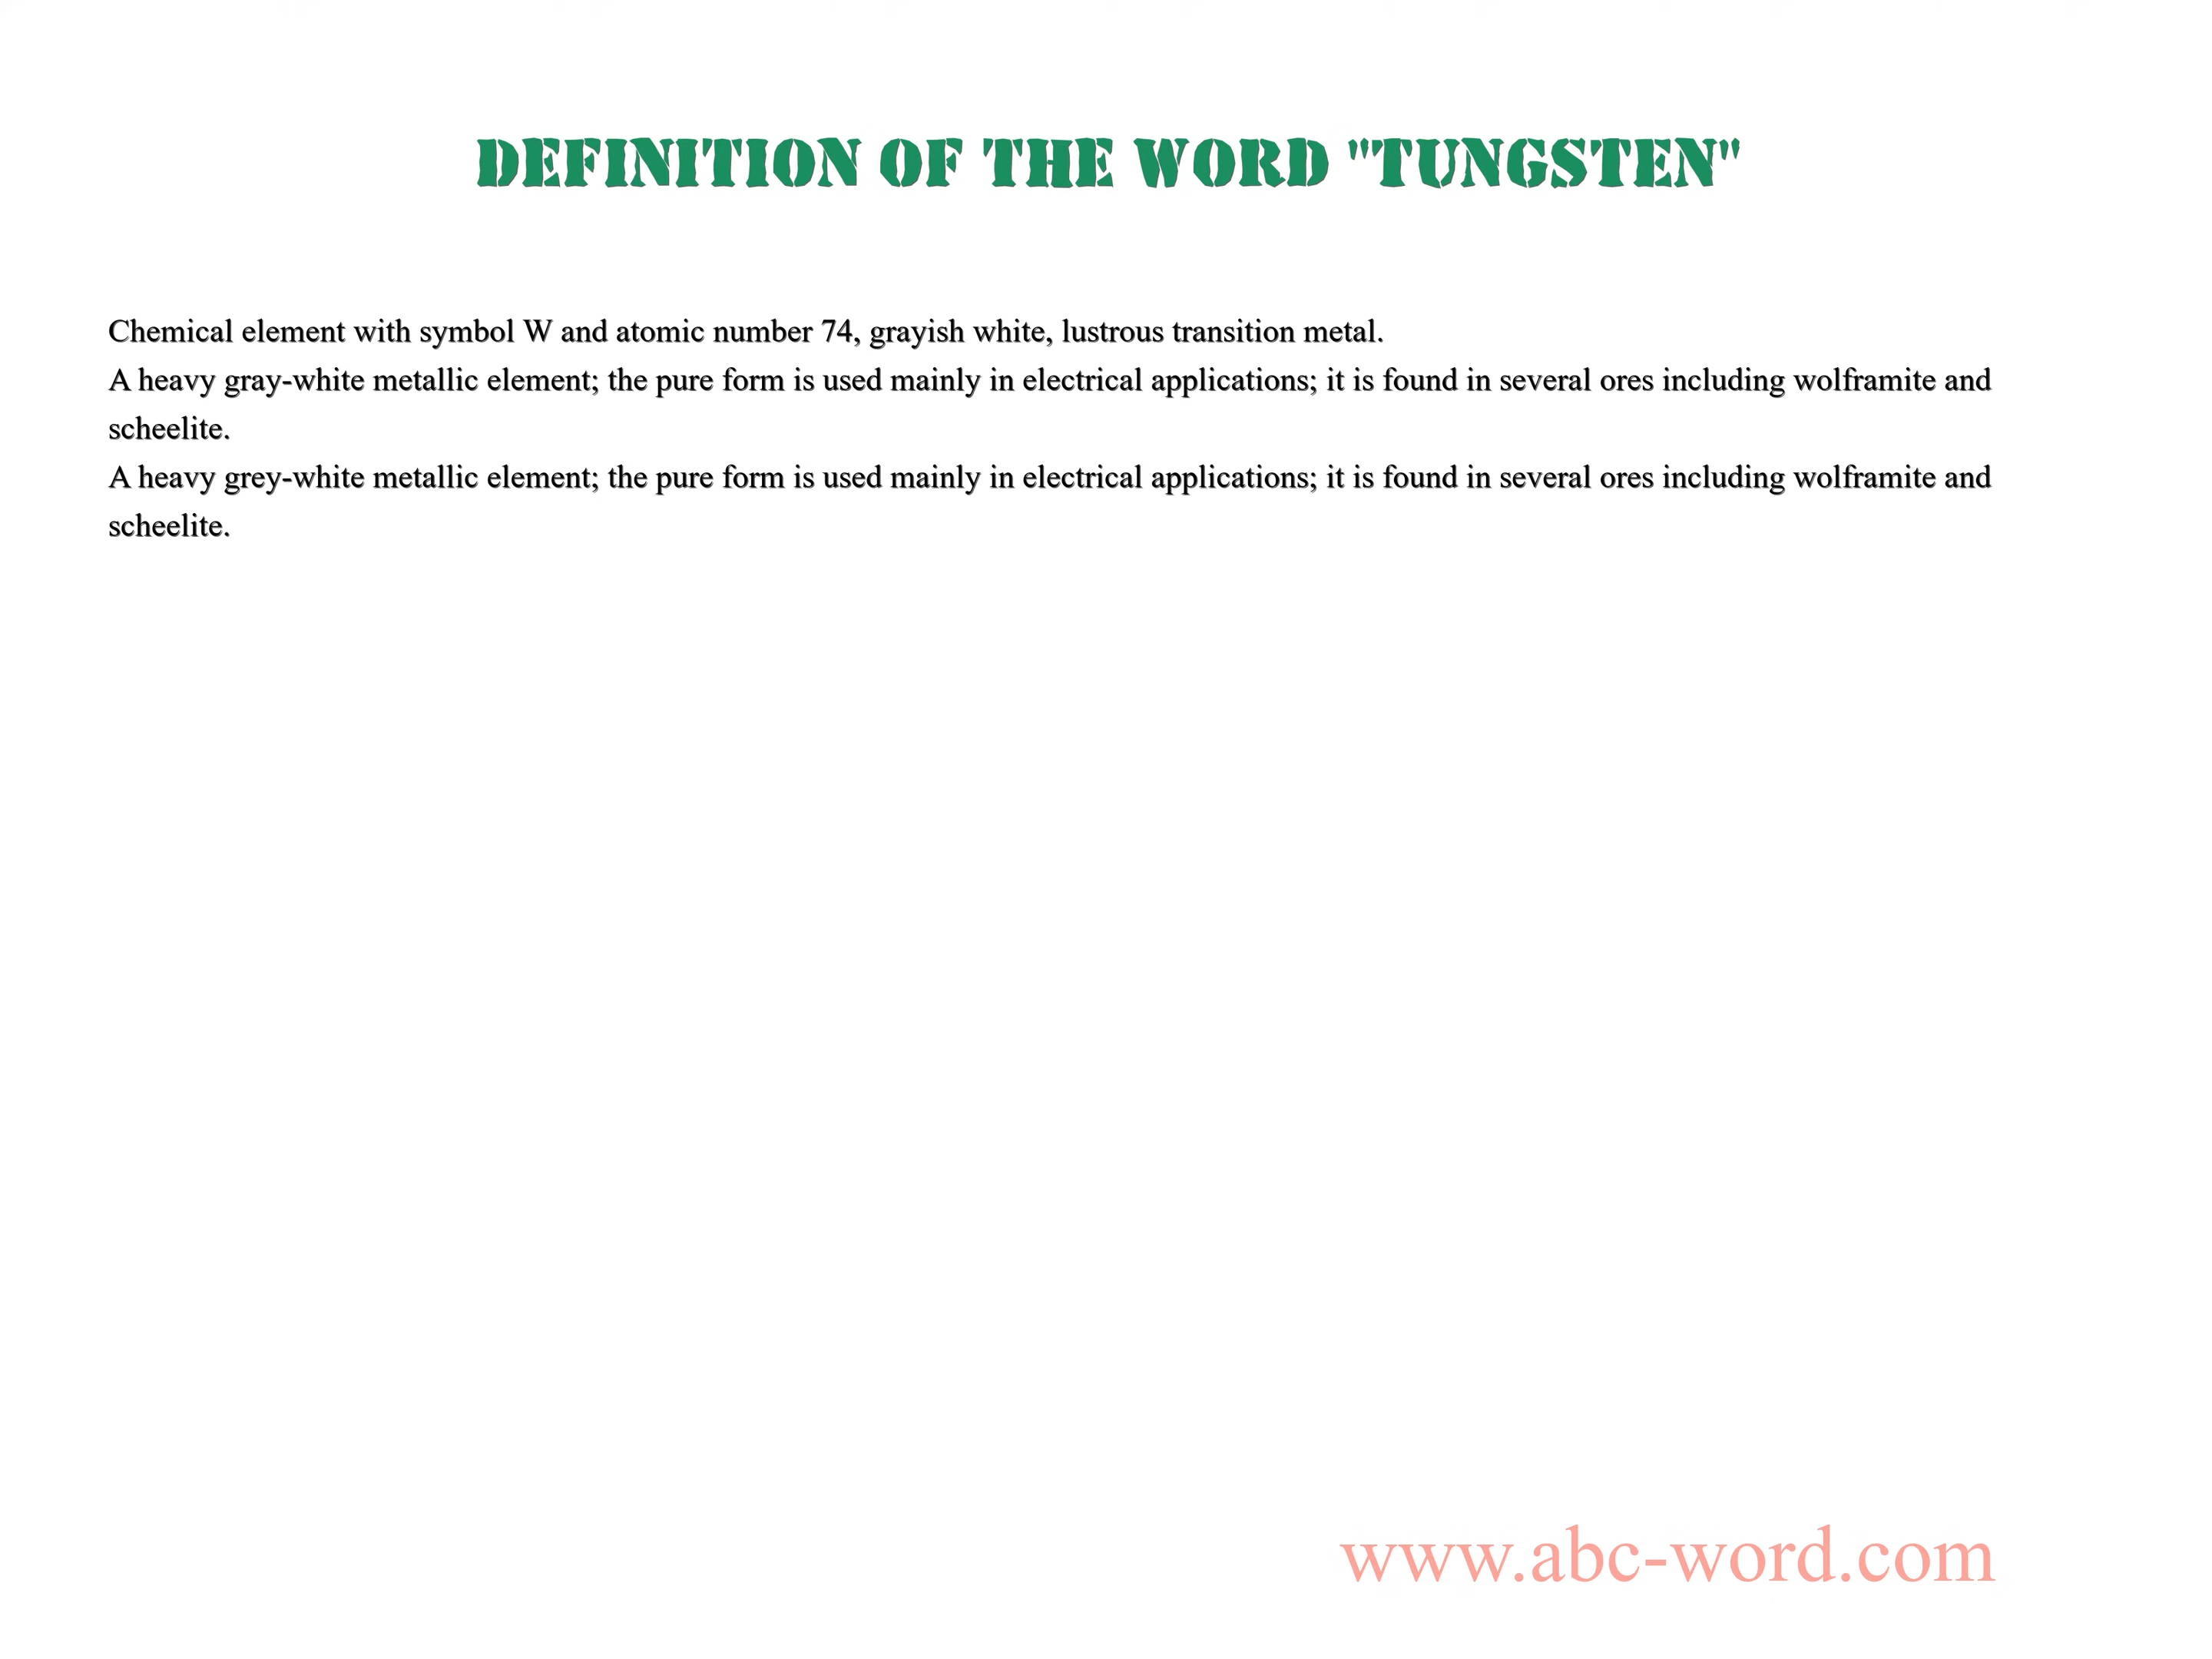 DEFINITION OF THE WORD "TUNGSTEN"
Chemical element with symbol W and atomic number 74, grayish white, lustrous transition metal.
A heavy gray-white metallic element; the pure form is used mainly in electrical applications; it is found in several ores including wolframite and
scheelite.
A heavy grey-white metallic element; the pure form is used mainly in electrical applications; it is found in several ores including wolframite and
scheelite.
www.abc-word.com